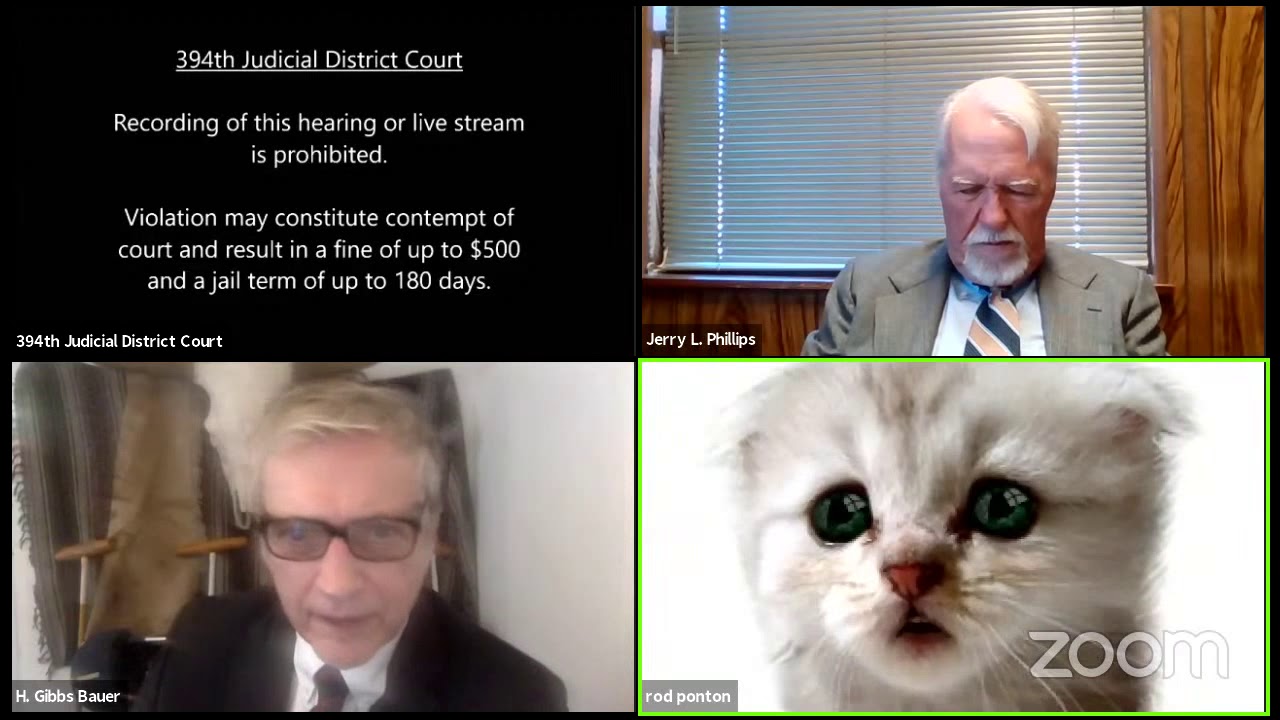 394th Judicial District Court
Recording of this hearing or live stream
is prohibited.
Violation may constitute contempt of
court and result in a fine of up to $500
and a jail term of up to 180 days.
394th Judicial District Court
Jerry L. Phillips
H. Gibbs Bauer
rod ponton
zoom